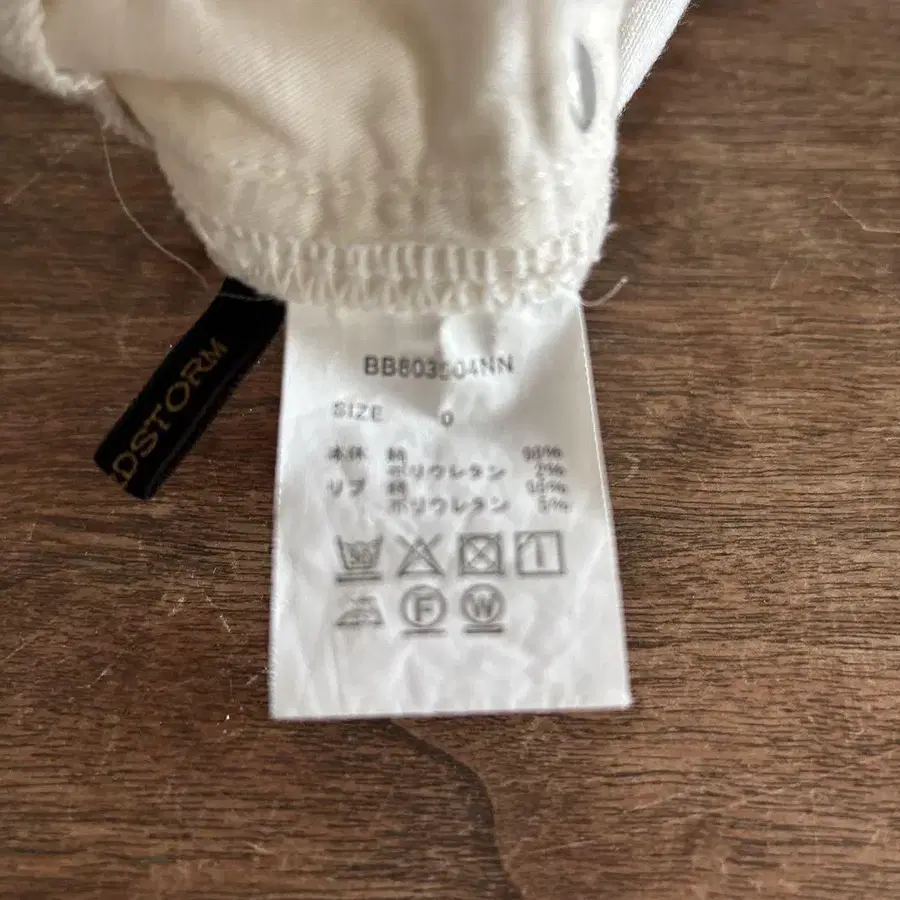 DSTORM
BB803504NN
SIZE 0
本体 綿 98%
ポリウレタン 2%
リブ 綿 95%
ポリウレタン 5%
F W